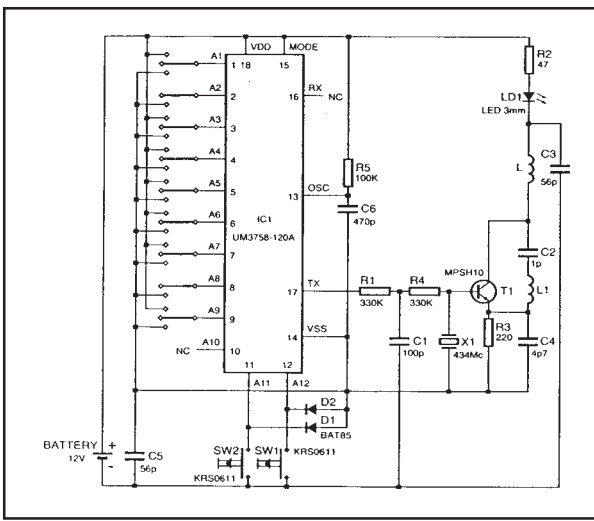 VDD MODE
A1 1 18 15
A2 2
RX 16 NC
A3 3
A4 4
A5 5
OSC 13
A6 6
IC1
UM3758-120A
A7 7
A8 8
TX 17
A9 9
VSS 14
NC A10 10
11 12
A11 A12
R2
47
LD1
LED 3mm
C3
56p
L
R5
100K
C6
470p
C2
1p
MPSH10
T1
L1
R1
330K
R4
330K
R3
220
C1
100p
X1
434Mc
C4
4p7
D2
D1
BAT85
BATTERY
12V
+
-
C5
56p
SW2
KRS0611
SW1
KRS0611